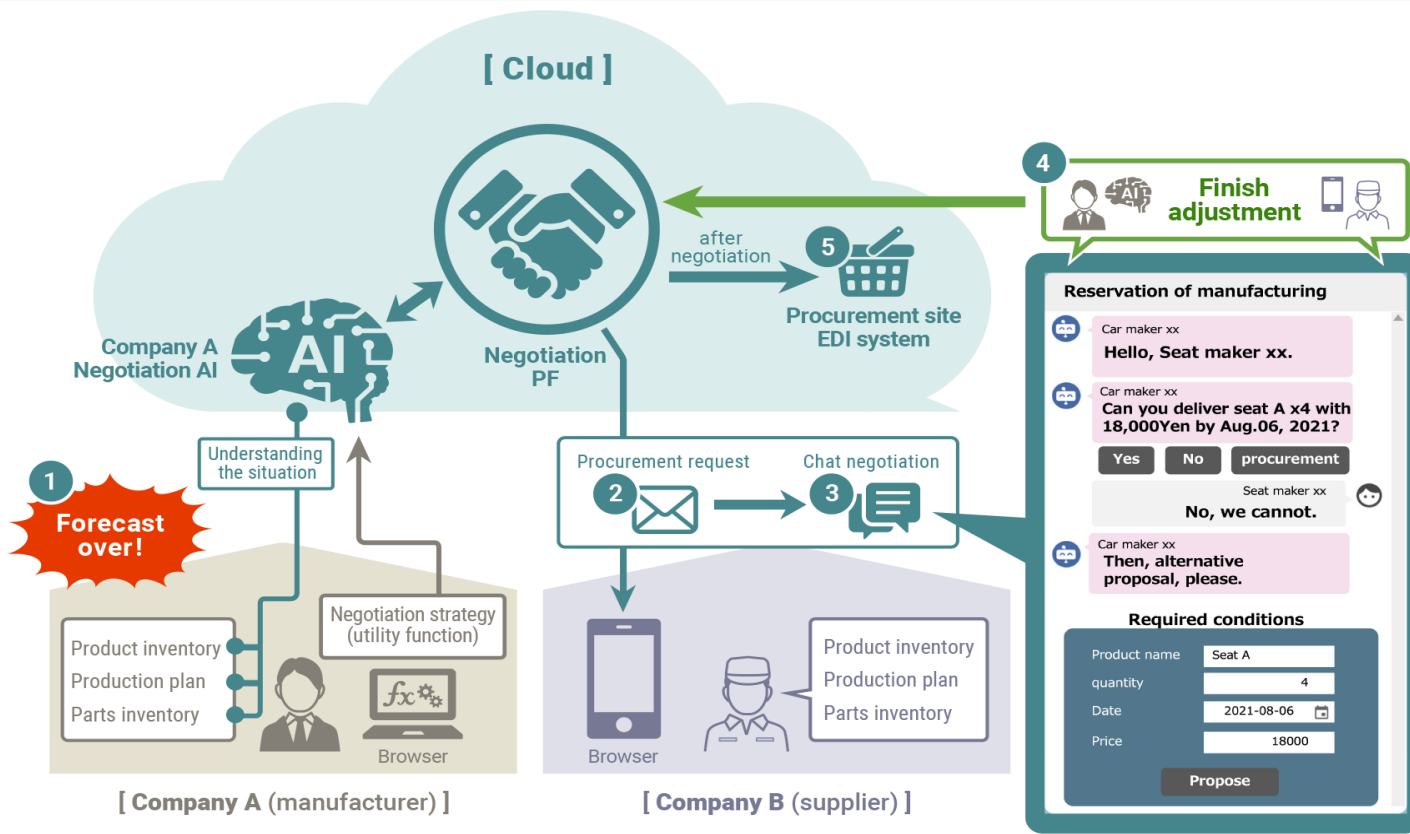 [ Cloud ]
4
Finish
adjustment
AI
after
negotiation
5
Procurement site
EDI system
Negotiation
PF
Company A
Negotiation AI
AI
Understanding
the situation
1
Forecast
over!
Procurement request
2
Chat negotiation
3
Negotiation strategy
(utility function)
Product inventory
Production plan
Parts inventory
fx
Browser
[ Company A (manufacturer) ]
Product inventory
Production plan
Parts inventory
Browser
[ Company B (supplier) ]
Reservation of manufacturing
Car maker xx
Hello, Seat maker xx.
Car maker xx
Can you deliver seat A x4 with
18,000Yen by Aug.06, 2021?
Yes No procurement
Seat maker xx
No, we cannot.
Car maker xx
Then, alternative
proposal, please.
Required conditions
Product name Seat A
quantity 4
Date 2021-08-06
Price 18000
Propose